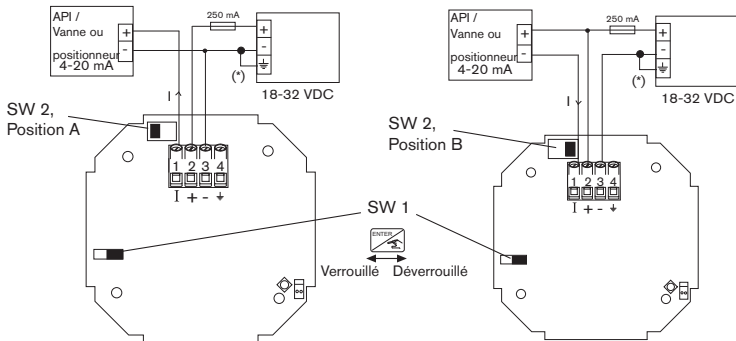 API /
Vanne ou
positionneur
4-20 mA
+
-
250 mA
+
-
(*)
18-32 VDC
I
SW 2,
Position A
1 2 3 4
I + -
API /
Vanne ou
positionneur
4-20 mA
+
-
250 mA
+
-
(*)
18-32 VDC
I
SW 2,
Position B
1 2 3 4
I + -
SW 1
ENTER
Verrouillé Déverrouillé